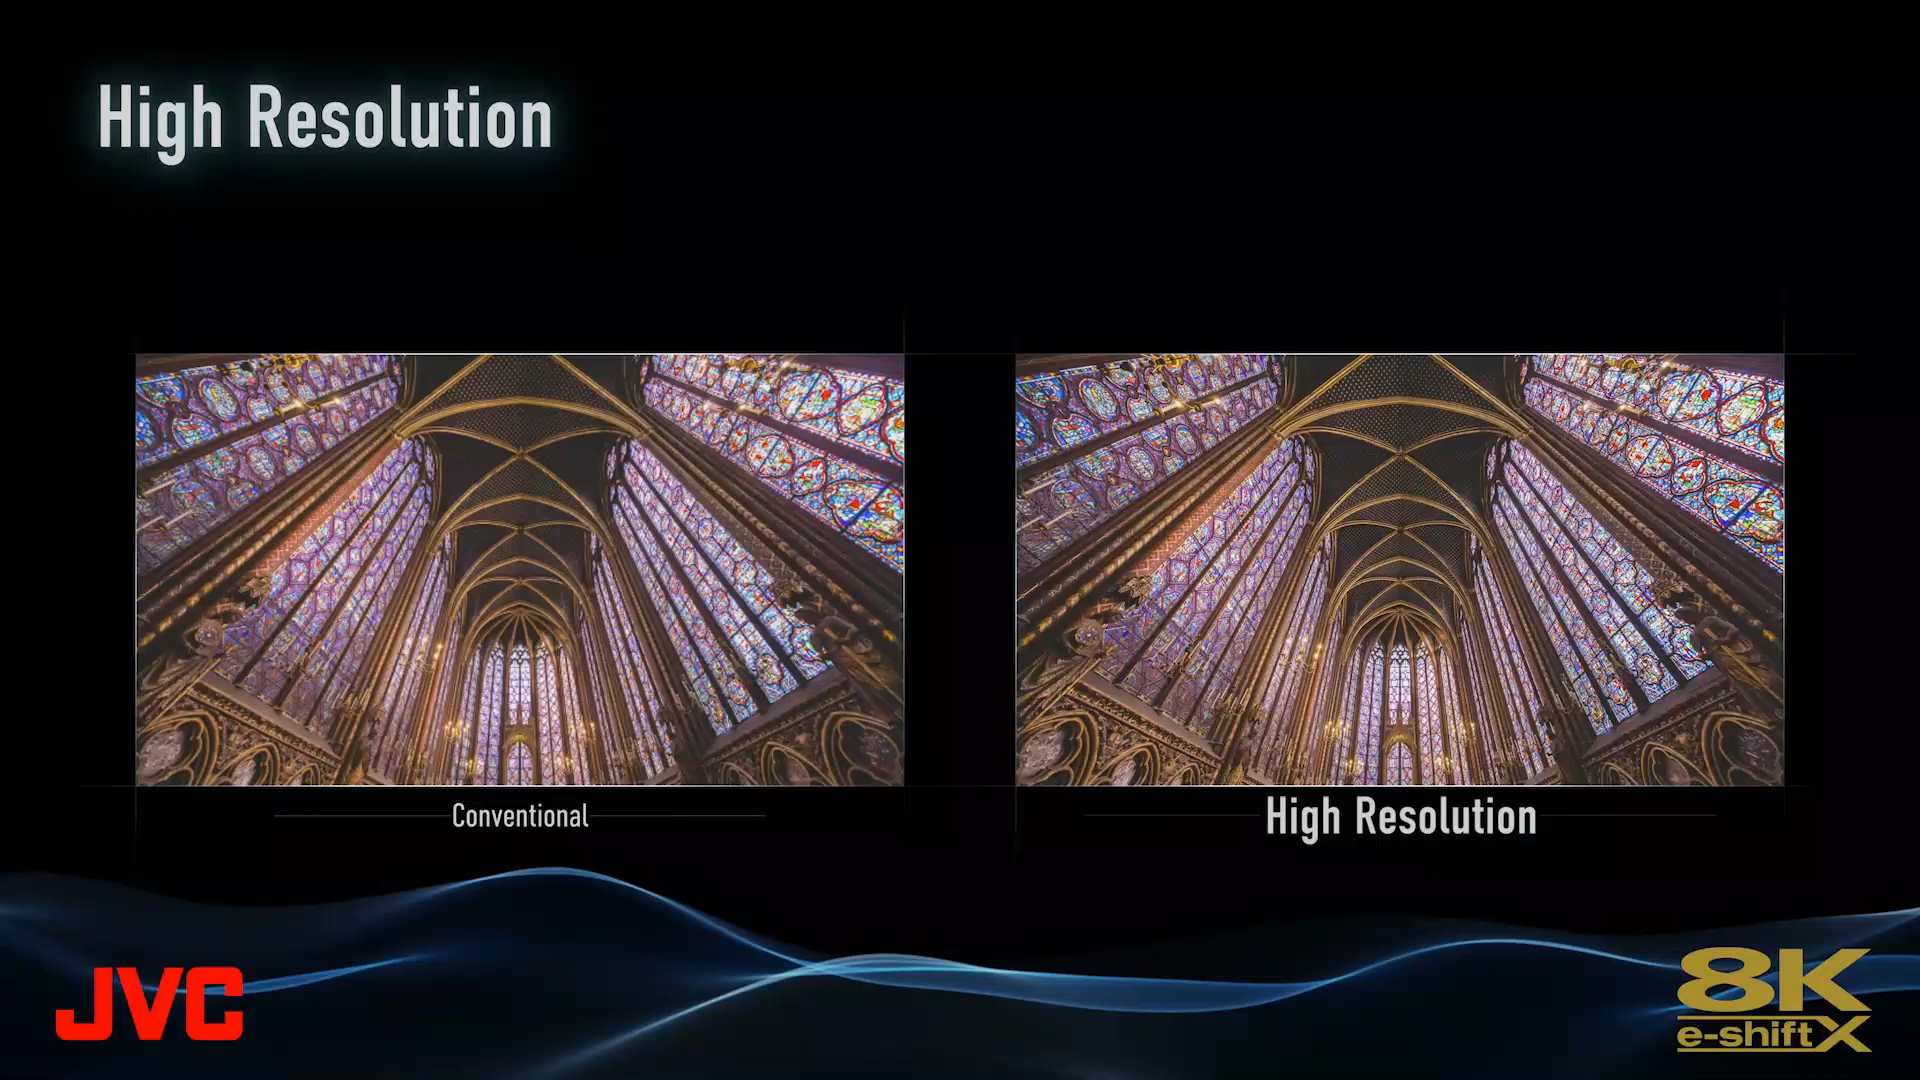 High Resolution
Conventional
High Resolution
JVC
8K
e-shiftX